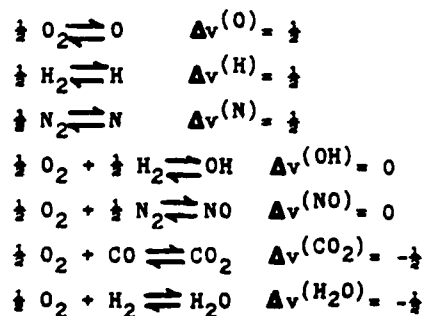 ½ O₂ ⇌ O Δv⁽ᴼ⁾= ½
½ H₂ ⇌ H Δv⁽ᴴ⁾= ½
½ N₂ ⇌ N Δv⁽ᴺ⁾= ½
½ O₂ + ½ H₂ ⇌ OH Δv⁽ᴼᴴ⁾= 0
½ O₂ + ½ N₂ ⇌ NO Δv⁽ᴺᴼ⁾= 0
½ O₂ + CO ⇌ CO₂ Δv^(CO₂)= -½
½ O₂ + H₂ ⇌ H₂O Δv^(H₂O)= -½